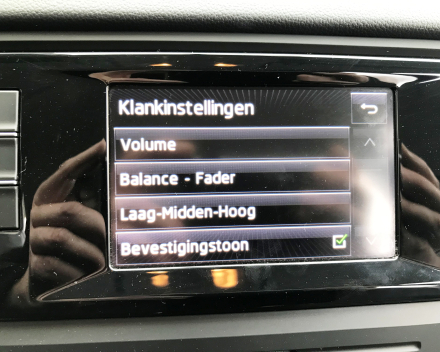 Klankinstellingen
Volume
Balance - Fader
Laag-Midden-Hoog
Bevestigingstoon